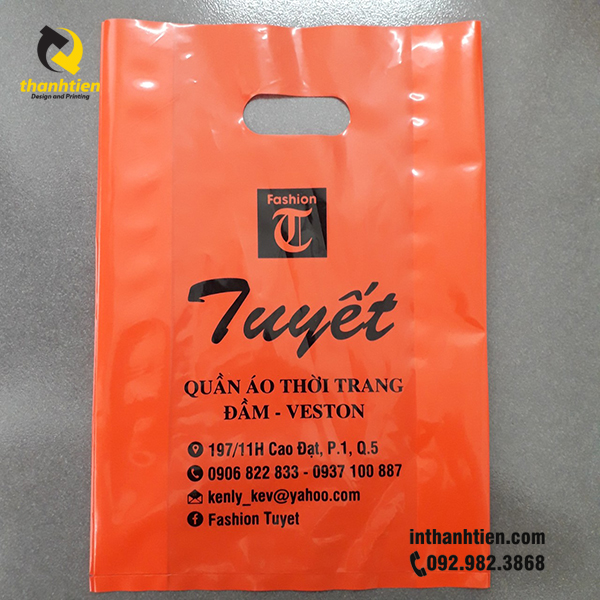 thanhtien
Design and Printing
Fashion
T
Tuyết
QUẦN ÁO THỜI TRANG
ĐẦM - VESTON
197/11H Cao Đạt, P.1, Q.5
0906 822 833 - 0937 100 887
kenly_kev@yahoo.com
Fashion Tuyet
inthanhtien.com
092.982.3868